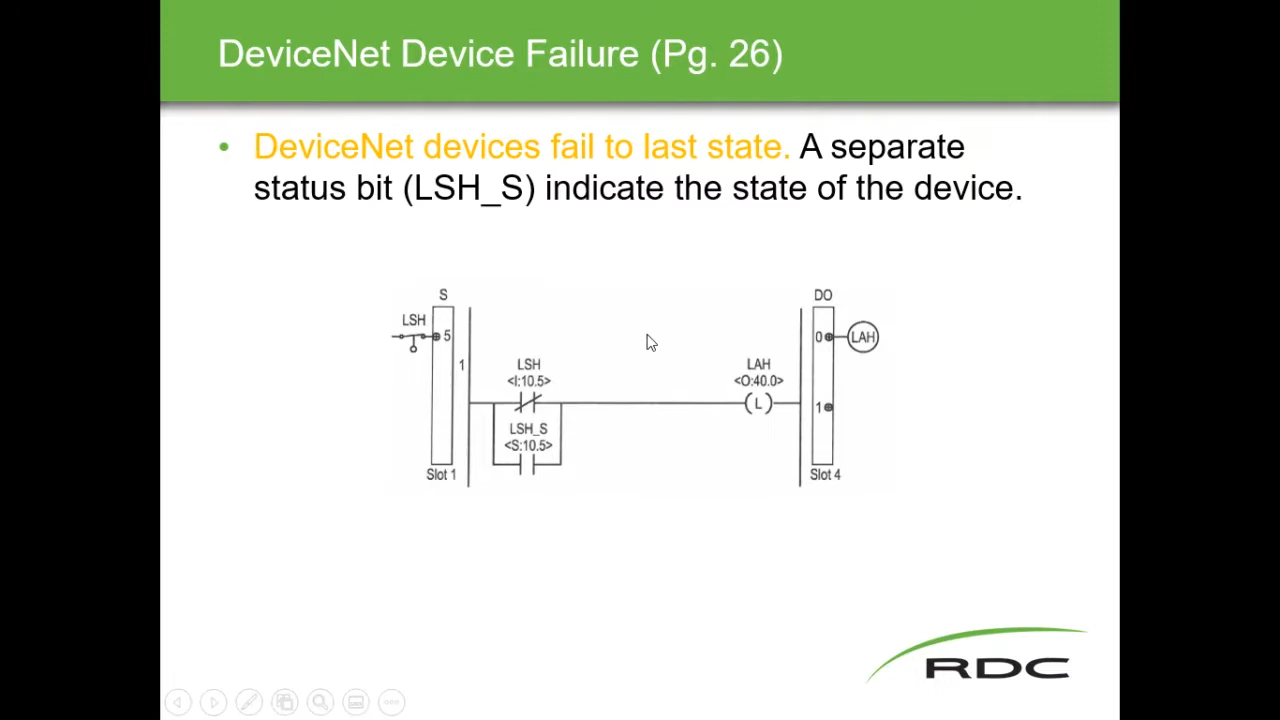 DeviceNet Device Failure (Pg. 26)
• DeviceNet devices fail to last state. A separate
status bit (LSH_S) indicate the state of the device.
S
DO
LSH
5
0
LAH
1
LSH
<I:10.5>
LAH
<O:40.0>
L
1
LSH_S
<S:10.5>
Slot 1
Slot 4
RDC